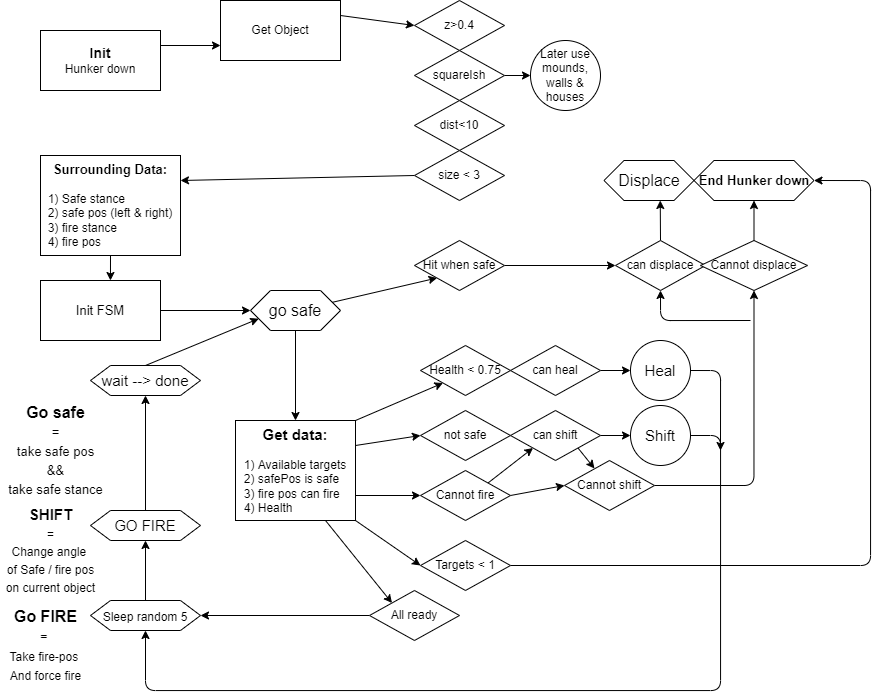 Init
Hunker down
Get Object
z>0.4
squareIsh
Later use
mounds,
walls &
houses
dist<10
size < 3
Surrounding Data:
1) Safe stance
2) safe pos (left & right)
3) fire stance
4) fire pos
Displace
End Hunker down
Init FSM
go safe
Hit when safe
can displace
Cannot displace
wait --> done
Health < 0.75
can heal
Heal
Go safe
=
take safe pos
&&
take safe stance
Get data:
1) Available targets
2) safePos is safe
3) fire pos can fire
4) Health
not safe
can shift
Shift
Cannot fire
Cannot shift
SHIFT
=
Change angle
of Safe / fire pos
on current object
GO FIRE
Targets < 1
Go FIRE
=
Take fire-pos
And force fire
Sleep random 5
All ready